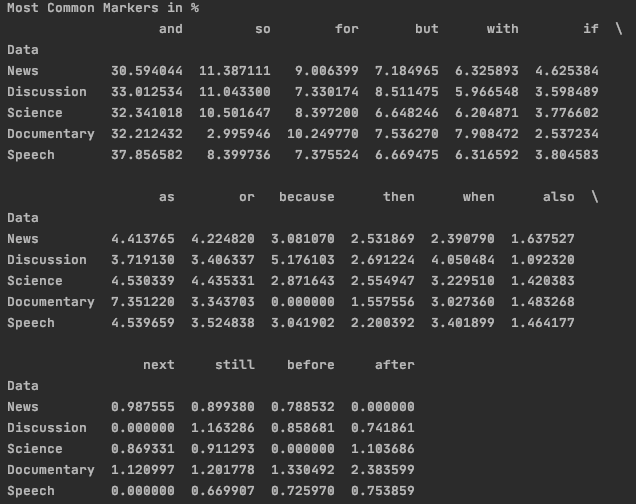 Most Common Markers in %
and so for but with if \
Data
News 30.594044 11.387111 9.006399 7.184965 6.325893 4.625384
Discussion 33.012534 11.043300 7.330174 8.511475 5.966548 3.598489
Science 32.341018 10.501647 8.397200 6.648246 6.204871 3.776602
Documentary 32.212432 2.995946 10.249770 7.536270 7.908472 2.537234
Speech 37.856582 8.399736 7.375524 6.669475 6.316592 3.804583
as or because then when also \
Data
News 4.413765 4.224820 3.081070 2.531869 2.390790 1.637527
Discussion 3.719130 3.406337 5.176103 2.691224 4.050484 1.092320
Science 4.530339 4.435331 2.871643 2.554947 3.229510 1.420383
Documentary 7.351220 3.343703 0.000000 1.557556 3.027360 1.483268
Speech 4.539659 3.524838 3.041902 2.200392 3.401899 1.464177
next still before after
Data
News 0.987555 0.899380 0.788532 0.000000
Discussion 0.000000 1.163286 0.858681 0.741861
Science 0.869331 0.911293 0.000000 1.103686
Documentary 1.120997 1.201778 1.330492 2.383599
Speech 0.000000 0.669907 0.725970 0.753859